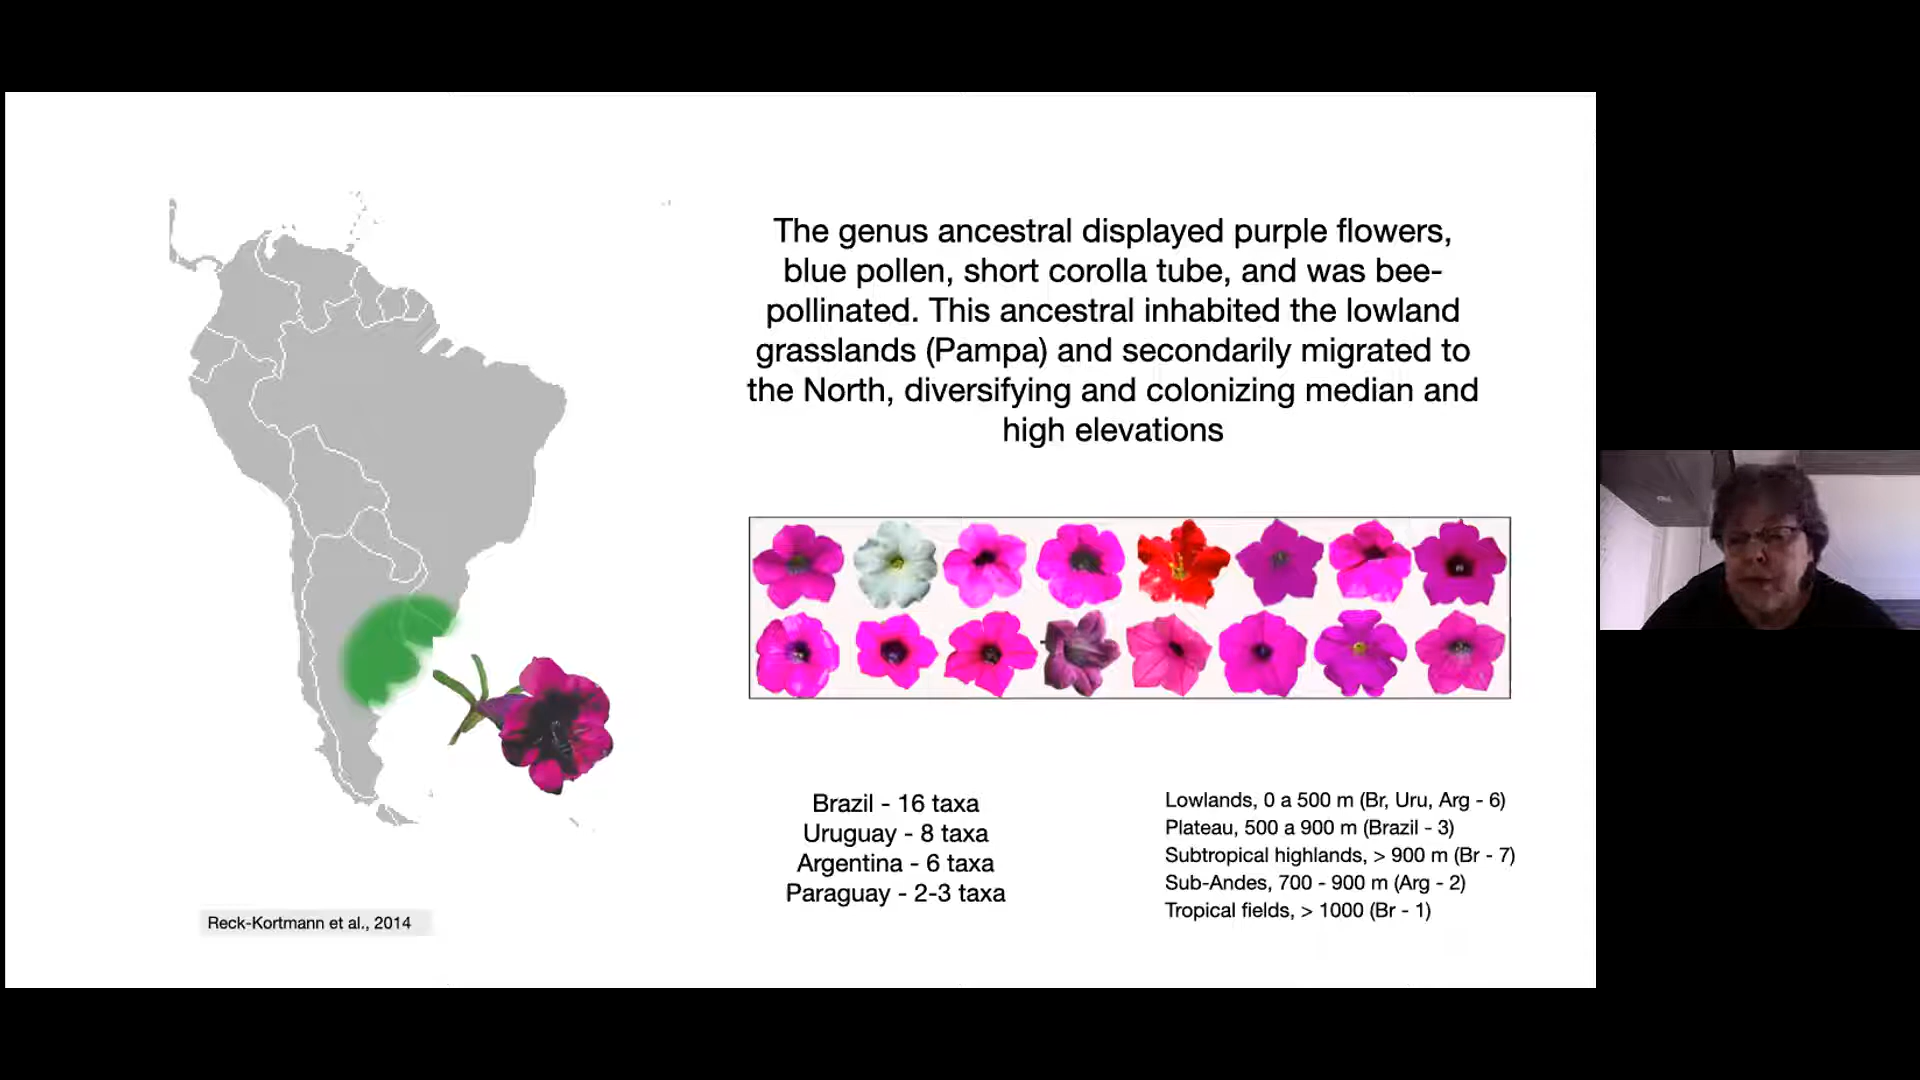 The genus ancestral displayed purple flowers,
blue pollen, short corolla tube, and was bee-
pollinated. This ancestral inhabited the lowland
grasslands (Pampa) and secondarily migrated to
the North, diversifying and colonizing median and
high elevations
Brazil - 16 taxa
Uruguay - 8 taxa
Argentina - 6 taxa
Paraguay - 2-3 taxa
Lowlands, 0 a 500 m (Br, Uru, Arg - 6)
Plateau, 500 a 900 m (Brazil - 3)
Subtropical highlands, > 900 m (Br - 7)
Sub-Andes, 700 - 900 m (Arg - 2)
Tropical fields, > 1000 (Br - 1)
Reck-Kortmann et al., 2014